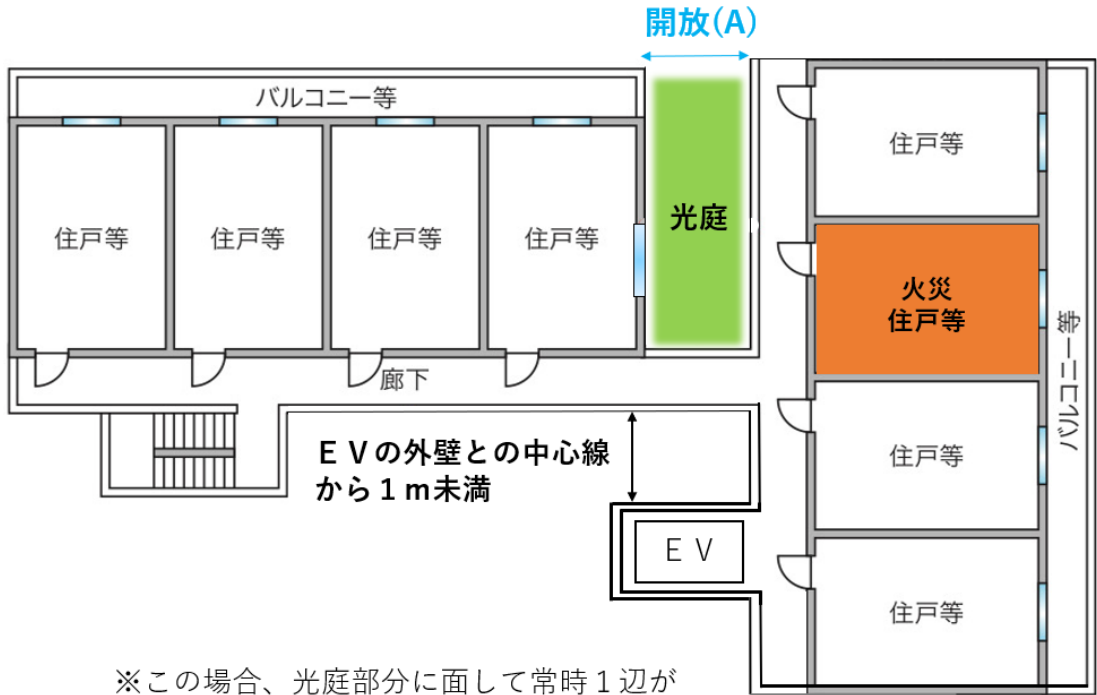 開放(A)
バルコニー等
住戸等
住戸等
住戸等
住戸等
住戸等
光庭
火災
住戸等
バルコニー等
廊下
ＥＶの外壁との中心線
から１ｍ未満
住戸等
ＥＶ
住戸等
※この場合、光庭部分に面して常時１辺が